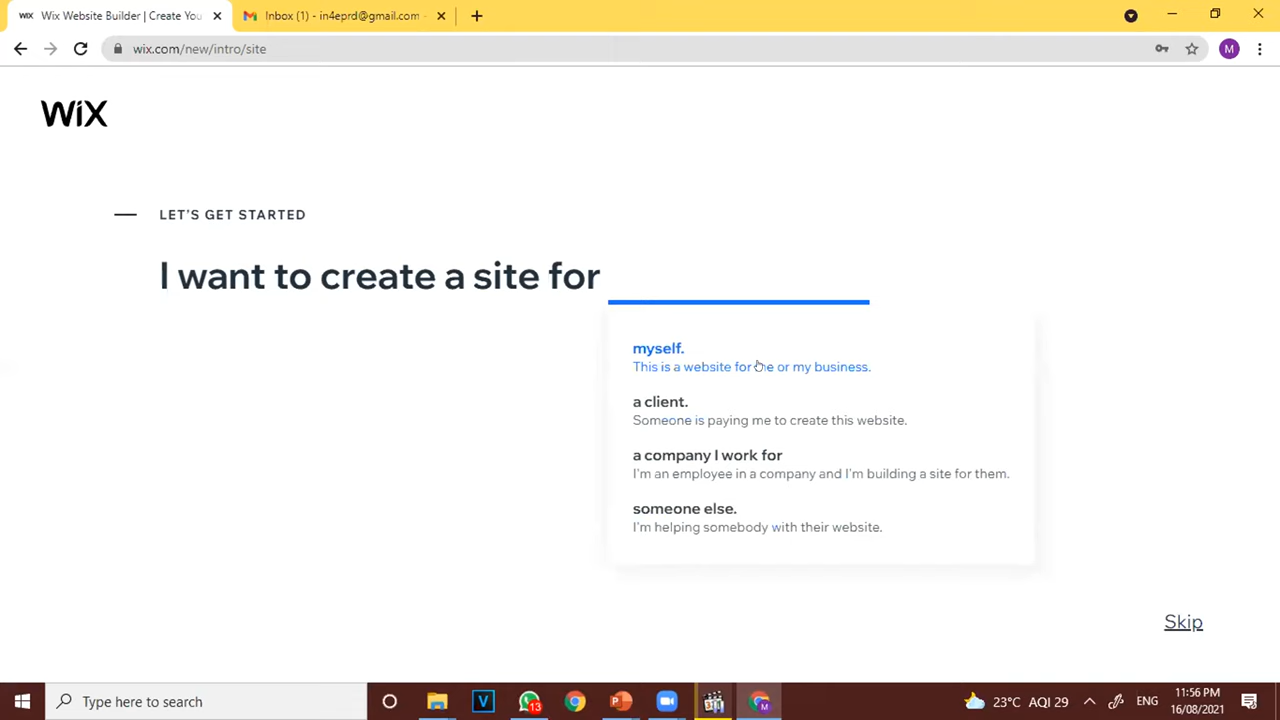 WiX Wix Website Builder | Create You
Inbox (1) - in4eprd@gmail.com
wix.com/new/intro/site
M
WiX
LET'S GET STARTED
I want to create a site for
myself.
This is a website for me or my business.
a client.
Someone is paying me to create this website.
a company I work for
I'm an employee in a company and I'm building a site for them.
someone else.
I'm helping somebody with their website.
Skip
Type here to search
V
13
M
23°C AQI 29
ENG
11:56 PM
16/08/2021